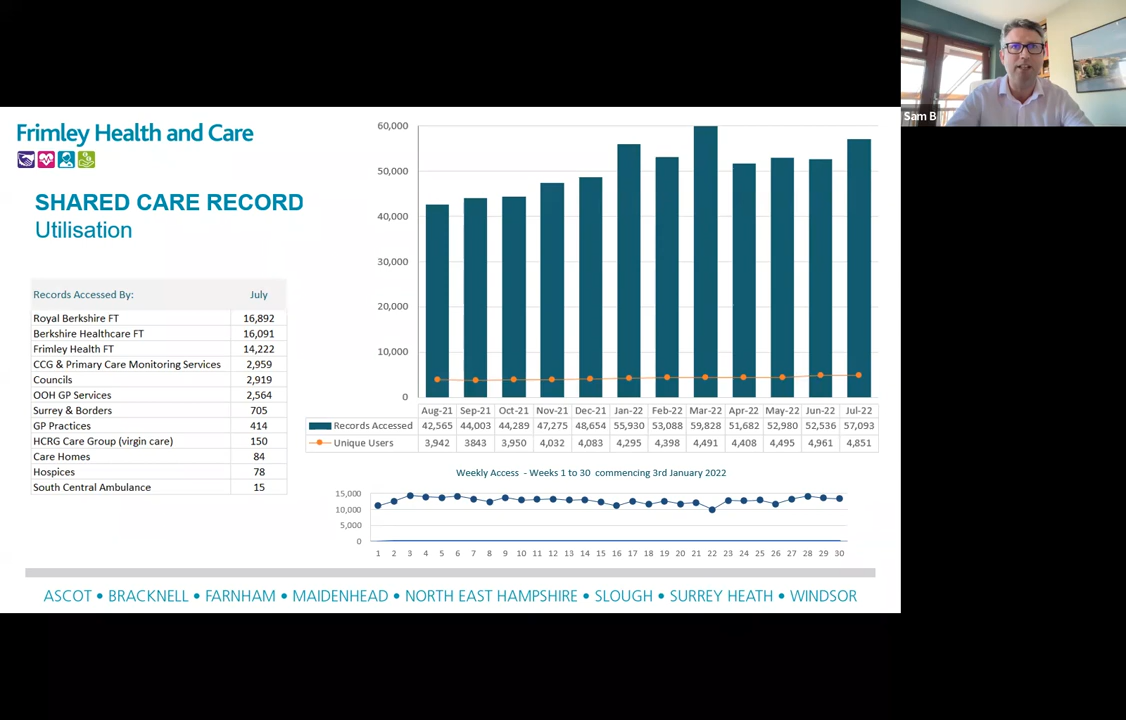 Sam B
Frimley Health and Care
SHARED CARE RECORD
Utilisation
Records Accessed By: July
Royal Berkshire FT 16,892
Berkshire Healthcare FT 16,091
Frimley Health FT 14,222
CCG & Primary Care Monitoring Services 2,959
Councils 2,919
OOH GP Services 2,564
Surrey & Borders 705
GP Practices 414
HCRG Care Group (virgin care) 150
Care Homes 84
Hospices 78
South Central Ambulance 15
60,000
50,000
40,000
30,000
20,000
10,000
0
Aug-21 Sep-21 Oct-21 Nov-21 Dec-21 Jan-22 Feb-22 Mar-22 Apr-22 May-22 Jun-22 Jul-22
Records Accessed 42,565 44,003 44,289 47,275 48,654 55,930 53,088 59,828 51,682 52,980 52,536 57,093
Unique Users 3,942 3843 3,950 4,032 4,083 4,295 4,398 4,491 4,408 4,495 4,961 4,851
Weekly Access - Weeks 1 to 30 commencing 3rd January 2022
15,000
10,000
5,000
0
1 2 3 4 5 6 7 8 9 10 11 12 13 14 15 16 17 18 19 20 21 22 23 24 25 26 27 28 29 30
ASCOT • BRACKNELL • FARNHAM • MAIDENHEAD • NORTH EAST HAMPSHIRE • SLOUGH • SURREY HEATH • WINDSOR